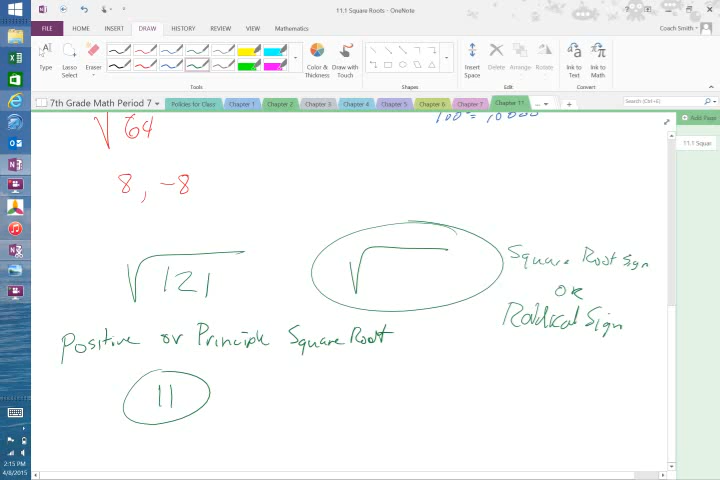 11.1 Square Roots - OneNote
FILE HOME INSERT DRAW HISTORY REVIEW VIEW Mathematics
Coach Smith
Type Lasso Select Eraser
Color & Thickness Draw with Touch
Insert Space Delete Arrange Rotate
Ink to Text Ink to Math
Tools Shapes Edit Convert
7th Grade Math Period 7 Policies for Class Chapter 1 Chapter 2 Chapter 3 Chapter 4 Chapter 5 Chapter 6 Chapter 7 Chapter 11
Search (Ctrl+E)
Add Page
11.1 Squar
100² = 10000
√64
8, -8
√121
√
Square Root Sign
or
Radical Sign
Positive or Principle Square Root
11
2:15 PM
4/8/2015